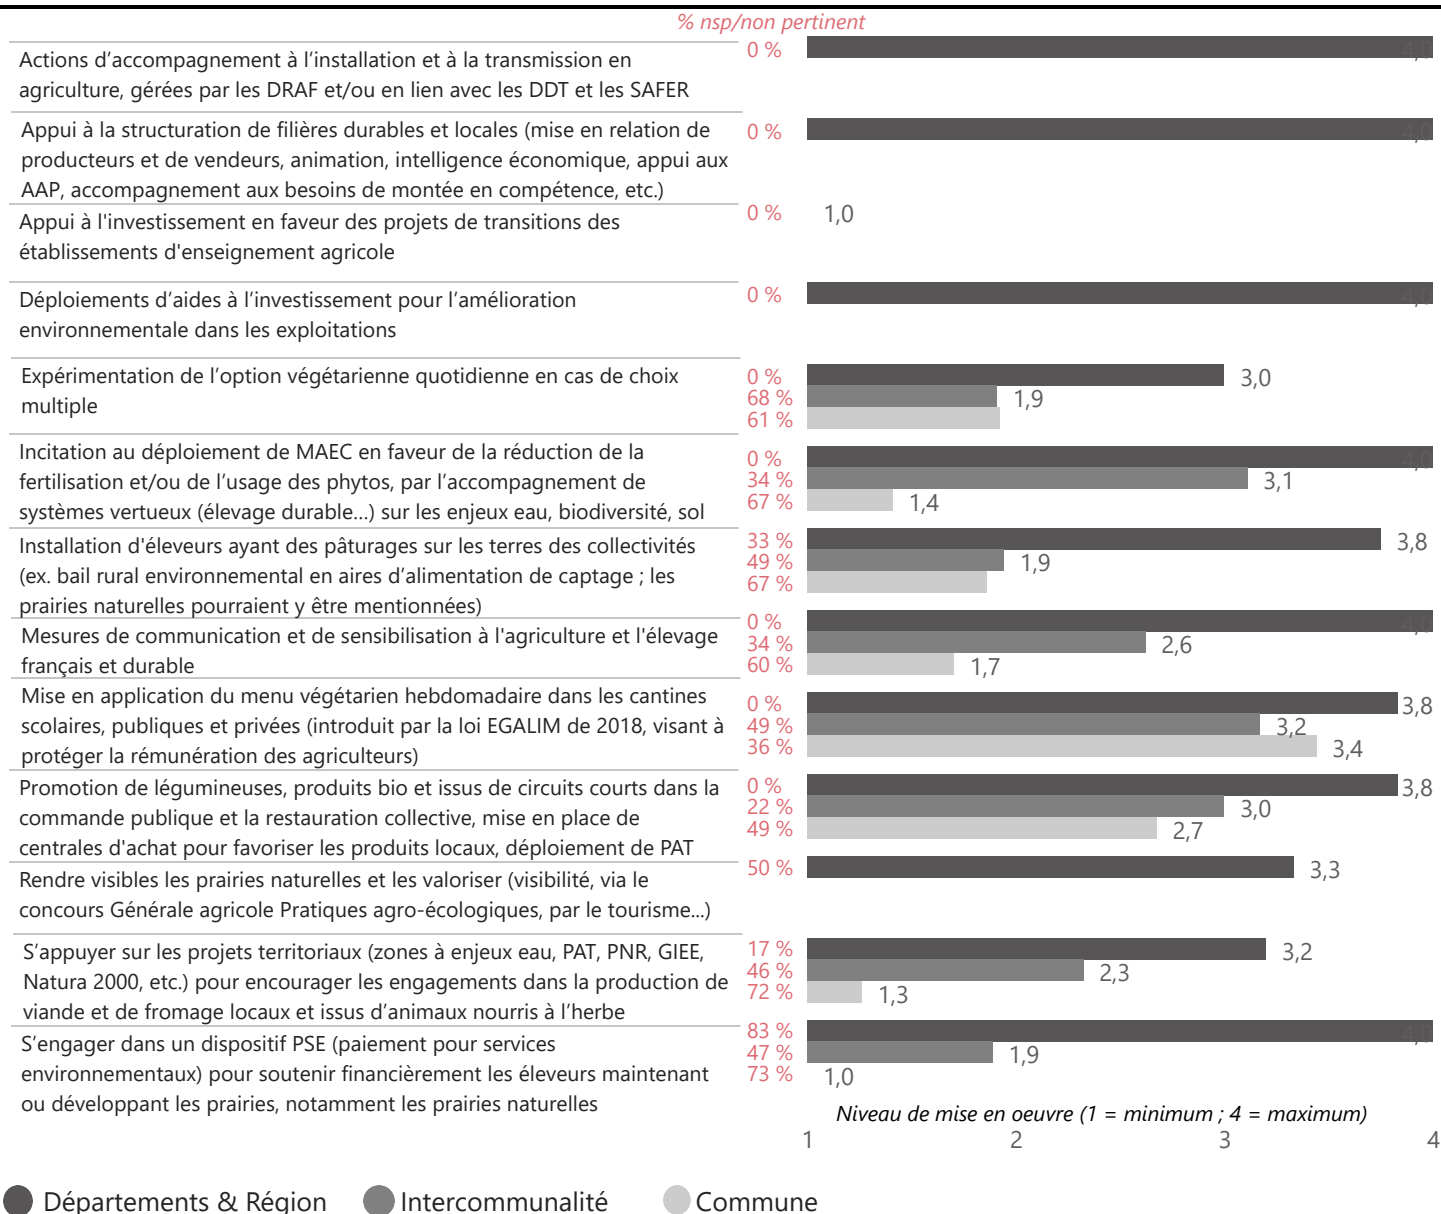 % nsp/non pertinent
Actions d’accompagnement à l’installation et à la transmission en
agriculture, gérées par les DRAF et/ou en lien avec les DDT et les SAFER
0 %
4,0
Appui à la structuration de filières durables et locales (mise en relation de
producteurs et de vendeurs, animation, intelligence économique, appui aux
AAP, accompagnement aux besoins de montée en compétence, etc.)
0 %
4,0
Appui à l'investissement en faveur des projets de transitions des
établissements d'enseignement agricole
0 %
1,0
Déploiements d’aides à l’investissement pour l’amélioration
environnementale dans les exploitations
0 %
4,0
Expérimentation de l’option végétarienne quotidienne en cas de choix
multiple
0 %
68 %
61 %
3,0
1,9
Incitation au déploiement de MAEC en faveur de la réduction de la
fertilisation et/ou de l’usage des phytos, par l’accompagnement de
systèmes vertueux (élevage durable…) sur les enjeux eau, biodiversité, sol
0 %
34 %
67 %
4,0
3,1
1,4
Installation d'éleveurs ayant des pâturages sur les terres des collectivités
(ex. bail rural environnemental en aires d’alimentation de captage ; les
prairies naturelles pourraient y être mentionnées)
33 %
49 %
67 %
3,8
1,9
Mesures de communication et de sensibilisation à l'agriculture et l'élevage
français et durable
0 %
34 %
60 %
4,0
2,6
1,7
Mise en application du menu végétarien hebdomadaire dans les cantines
scolaires, publiques et privées (introduit par la loi EGALIM de 2018, visant à
protéger la rémunération des agriculteurs)
0 %
49 %
36 %
3,8
3,2
3,4
Promotion de légumineuses, produits bio et issus de circuits courts dans la
commande publique et la restauration collective, mise en place de
centrales d'achat pour favoriser les produits locaux, déploiement de PAT
0 %
22 %
49 %
3,8
3,0
2,7
Rendre visibles les prairies naturelles et les valoriser (visibilité, via le
concours Générale agricole Pratiques agro-écologiques, par le tourisme...)
50 %
3,3
S’appuyer sur les projets territoriaux (zones à enjeux eau, PAT, PNR, GIEE,
Natura 2000, etc.) pour encourager les engagements dans la production de
viande et de fromage locaux et issus d’animaux nourris à l’herbe
17 %
46 %
72 %
3,2
2,3
1,3
S’engager dans un dispositif PSE (paiement pour services
environnementaux) pour soutenir financièrement les éleveurs maintenant
ou développant les prairies, notamment les prairies naturelles
83 %
47 %
73 %
4,0
1,9
1,0
Niveau de mise en oeuvre (1 = minimum ; 4 = maximum)
1 2 3 4
Départements & Région Intercommunalité Commune